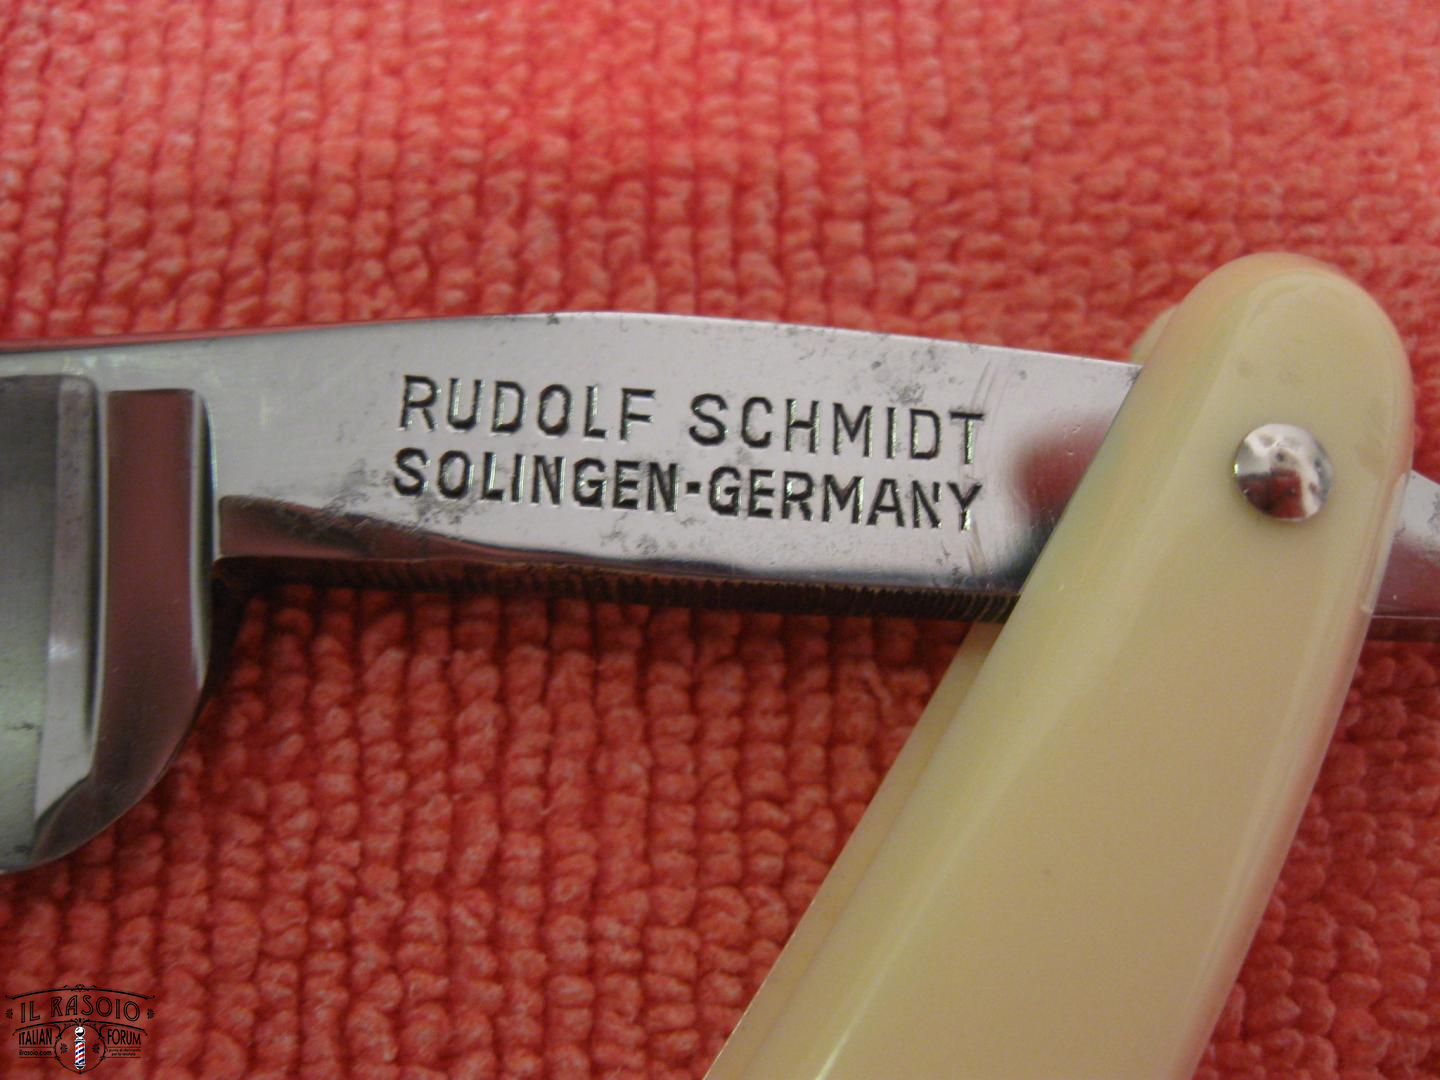 RUDOLF SCHMIDT
SOLINGEN-GERMANY
IL RASOIO
ITALIAN FORUM